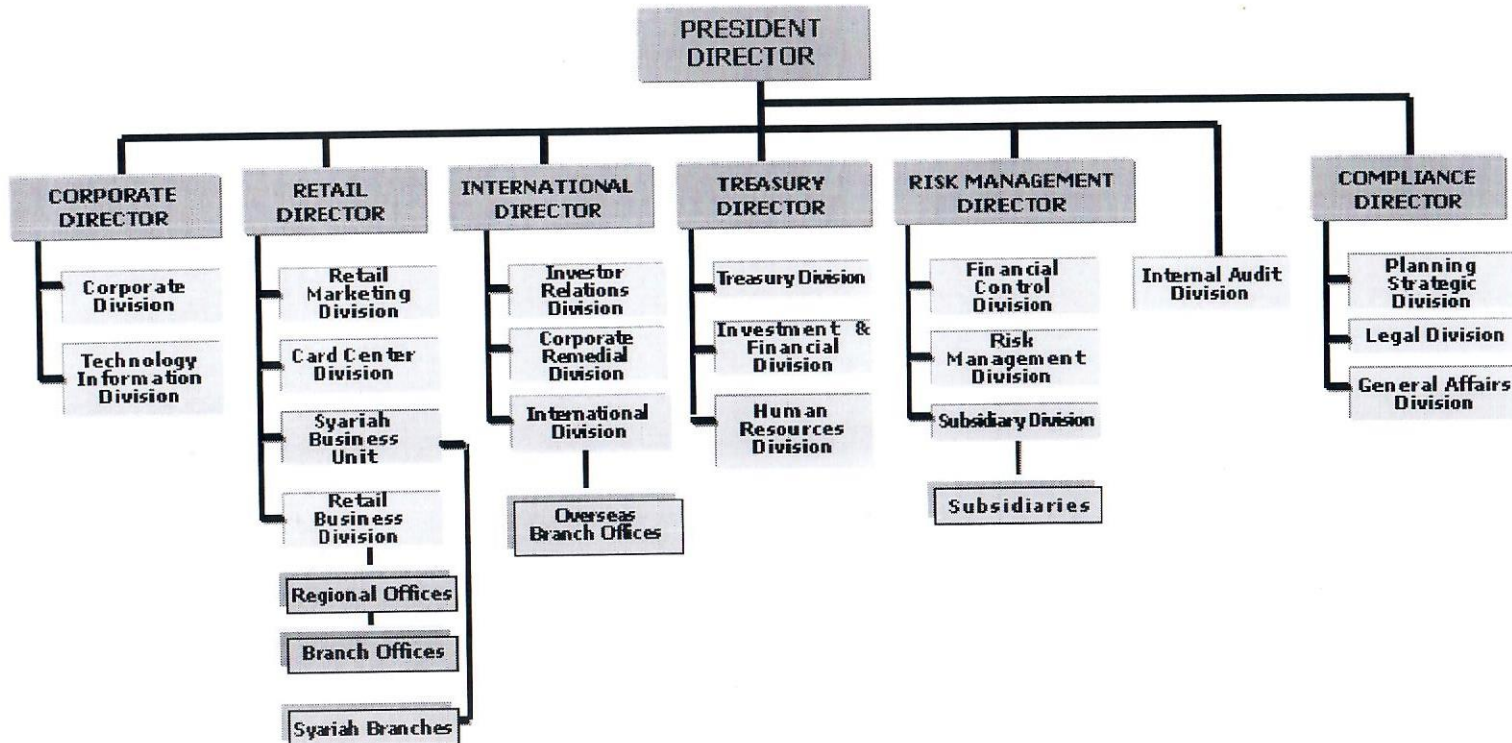 PRESIDENT
DIRECTOR
CORPORATE
DIRECTOR
RETAIL
DIRECTOR
INTERNATIONAL
DIRECTOR
TREASURY
DIRECTOR
RISK MANAGEMENT
DIRECTOR
COMPLIANCE
DIRECTOR
Corporate
Division
Technology
Information
Division
Retail
Marketing
Division
Card Center
Division
Syariah
Business
Unit
Retail
Business
Division
Regional Offices
Branch Offices
Syariah Branches
Investor
Relations
Division
Corporate
Remedial
Division
International
Division
Overseas
Branch Offices
Treasury Division
Investment &
Financial
Division
Human
Resources
Division
Financial
Control
Division
Risk
Management
Division
Subsidiary Division
Subsidiaries
Internal Audit
Division
Planning
Strategic
Division
Legal Division
General Affairs
Division